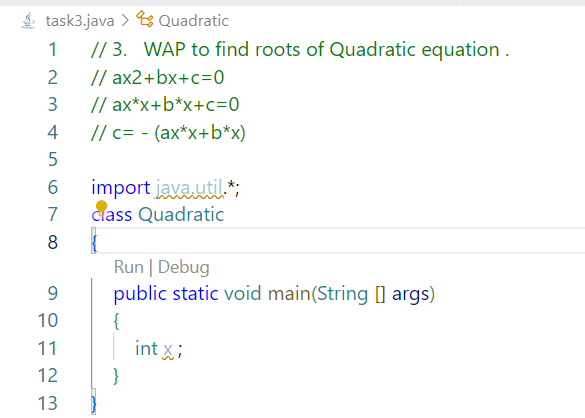 task3.java > Quadratic
1 // 3.   WAP to find roots of Quadratic equation .
2 // ax2+bx+c=0
3 // ax*x+b*x+c=0
4 // c= - (ax*x+b*x)
5
6 import java.util.*;
7 class Quadratic
8 {
Run | Debug
9 public static void main(String [] args)
10 {
11 int x ;
12 }
13 }